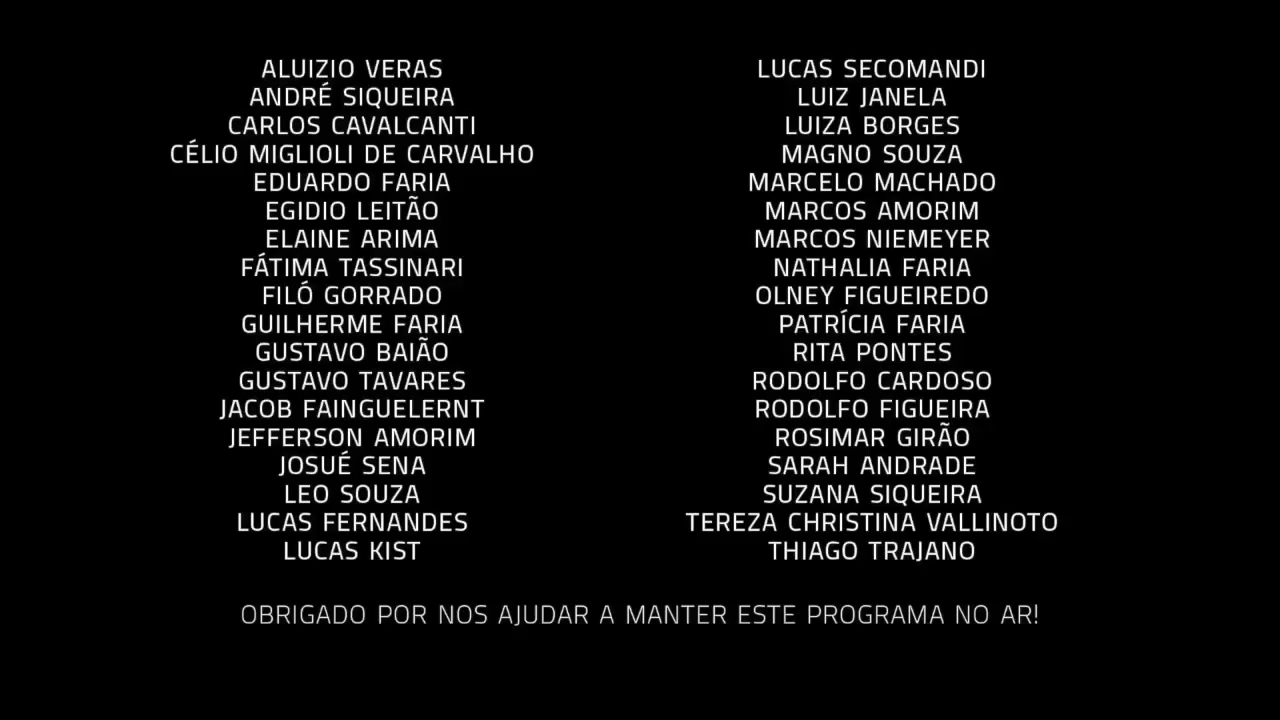 ALUIZIO VERAS
ANDRÉ SIQUEIRA
CARLOS CAVALCANTI
CÉLIO MIGLIOLI DE CARVALHO
EDUARDO FARIA
EGIDIO LEITÃO
ELAINE ARIMA
FÁTIMA TASSINARI
FILÓ GORRADO
GUILHERME FARIA
GUSTAVO BAIÃO
GUSTAVO TAVARES
JACOB FAINGUELERNT
JEFFERSON AMORIM
JOSUÉ SENA
LEO SOUZA
LUCAS FERNANDES
LUCAS KIST
LUCAS SECOMANDI
LUIZ JANELA
LUIZA BORGES
MAGNO SOUZA
MARCELO MACHADO
MARCOS AMORIM
MARCOS NIEMEYER
NATHALIA FARIA
OLNEY FIGUEIREDO
PATRÍCIA FARIA
RITA PONTES
RODOLFO CARDOSO
RODOLFO FIGUEIRA
ROSIMAR GIRÃO
SARAH ANDRADE
SUZANA SIQUEIRA
TEREZA CHRISTINA VALLINOTO
THIAGO TRAJANO
OBRIGADO POR NOS AJUDAR A MANTER ESTE PROGRAMA NO AR!